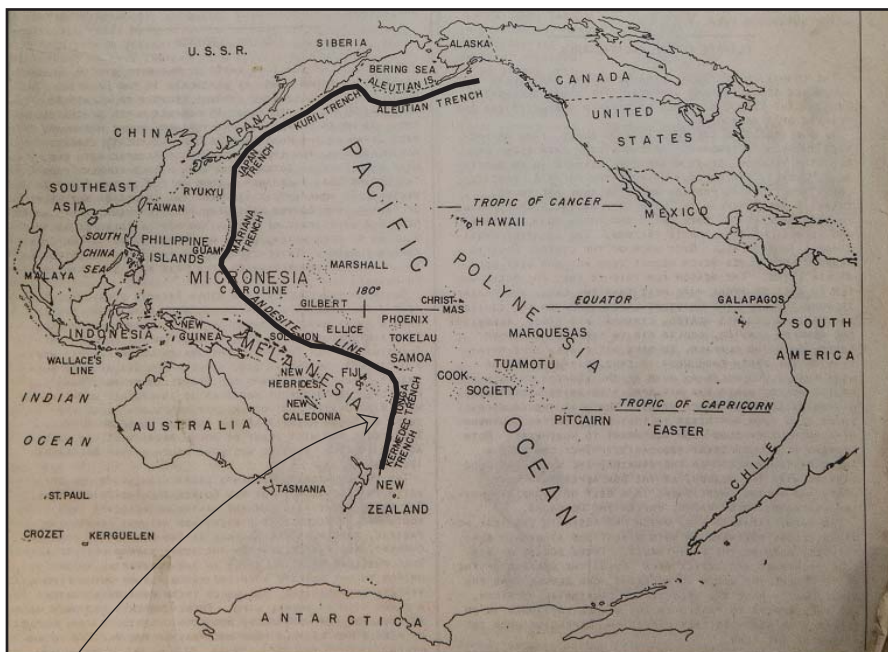 U.S.S.R.
SIBERIA
ALASKA
BERING SEA
ALEUTIAN IS.
CANADA
KURIL TRENCH
ALEUTIAN TRENCH
UNITED
STATES
CHINA
JAPAN
JAPAN
TRENCH
PACIFIC
OCEAN
SOUTHEAST
ASIA
RYUKYU
TAIWAN
TROPIC OF CANCER
HAWAII
MEXICO
SOUTH
CHINA
SEA
PHILIPPINE
ISLANDS
GUAM
MARIANA
TRENCH
MALAYA
MICRONESIA
CAROLINE
MARSHALL
POLYNESIA
GILBERT
180°
CHRIST-
MAS
EQUATOR
GALAPAGOS
ANDESITE
LINE
PHOENIX
INDONESIA
NEW
GUINEA
SOLOMON
ELLICE
TOKELAU
MARQUESAS
SOUTH
AMERICA
WALLACE'S
LINE
MELANESIA
SAMOA
TUAMOTU
NEW
HEBRIDES
FIJI
COOK
SOCIETY
INDIAN
OCEAN
NEW
CALEDONIA
TONGA
TRENCH
KERMEDEC
TRENCH
TROPIC OF CAPRICORN
PITCAIRN
EASTER
AUSTRALIA
CHILE
ST. PAUL
TASMANIA
NEW
ZEALAND
CROZET
KERGUELEN
ANTARCTICA